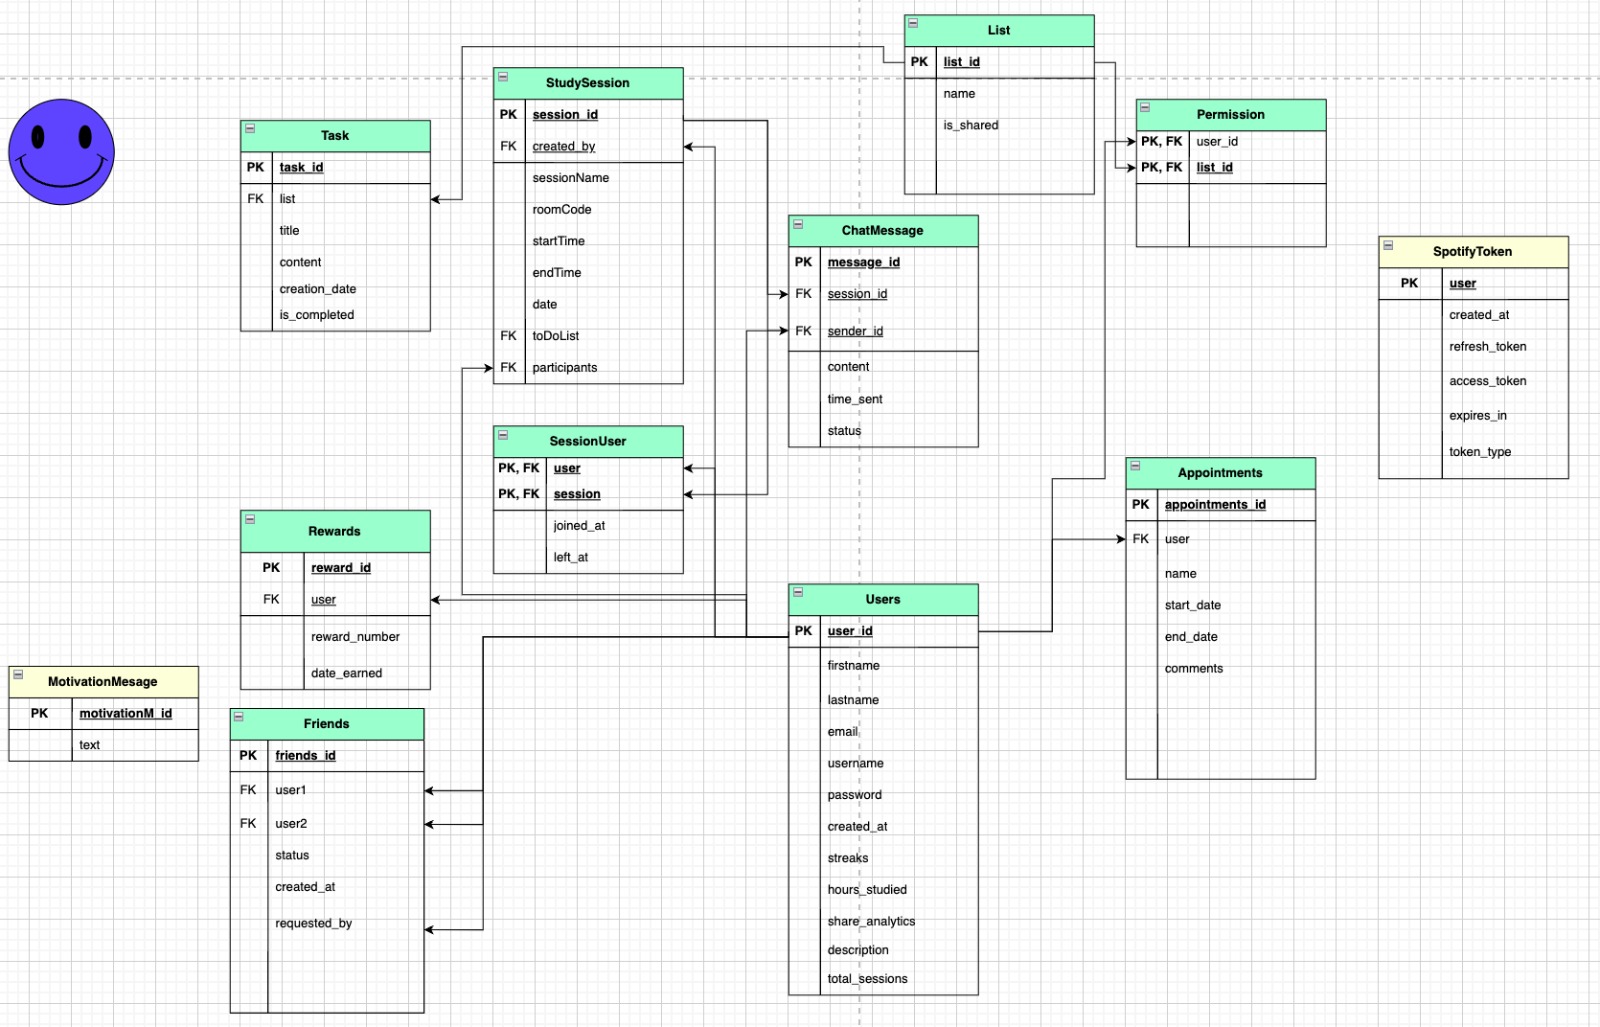 List
PK list_id
name
is_shared
StudySession
PK session_id
FK created_by
sessionName
roomCode
startTime
endTime
date
FK toDoList
FK participants
Task
PK task_id
FK list
title
content
creation_date
is_completed
Permission
PK, FK user_id
PK, FK list_id
ChatMessage
PK message_id
FK session_id
FK sender_id
content
time_sent
status
SpotifyToken
PK user
created_at
refresh_token
access_token
expires_in
token_type
SessionUser
PK, FK user
PK, FK session
joined_at
left_at
Appointments
PK appointments_id
FK user
name
start_date
end_date
comments
Rewards
PK reward_id
FK user
reward_number
date_earned
Users
PK user_id
firstname
lastname
email
username
password
created_at
streaks
hours_studied
share_analytics
description
total_sessions
MotivationMesage
PK motivationM_id
text
Friends
PK friends_id
FK user1
FK user2
status
created_at
requested_by